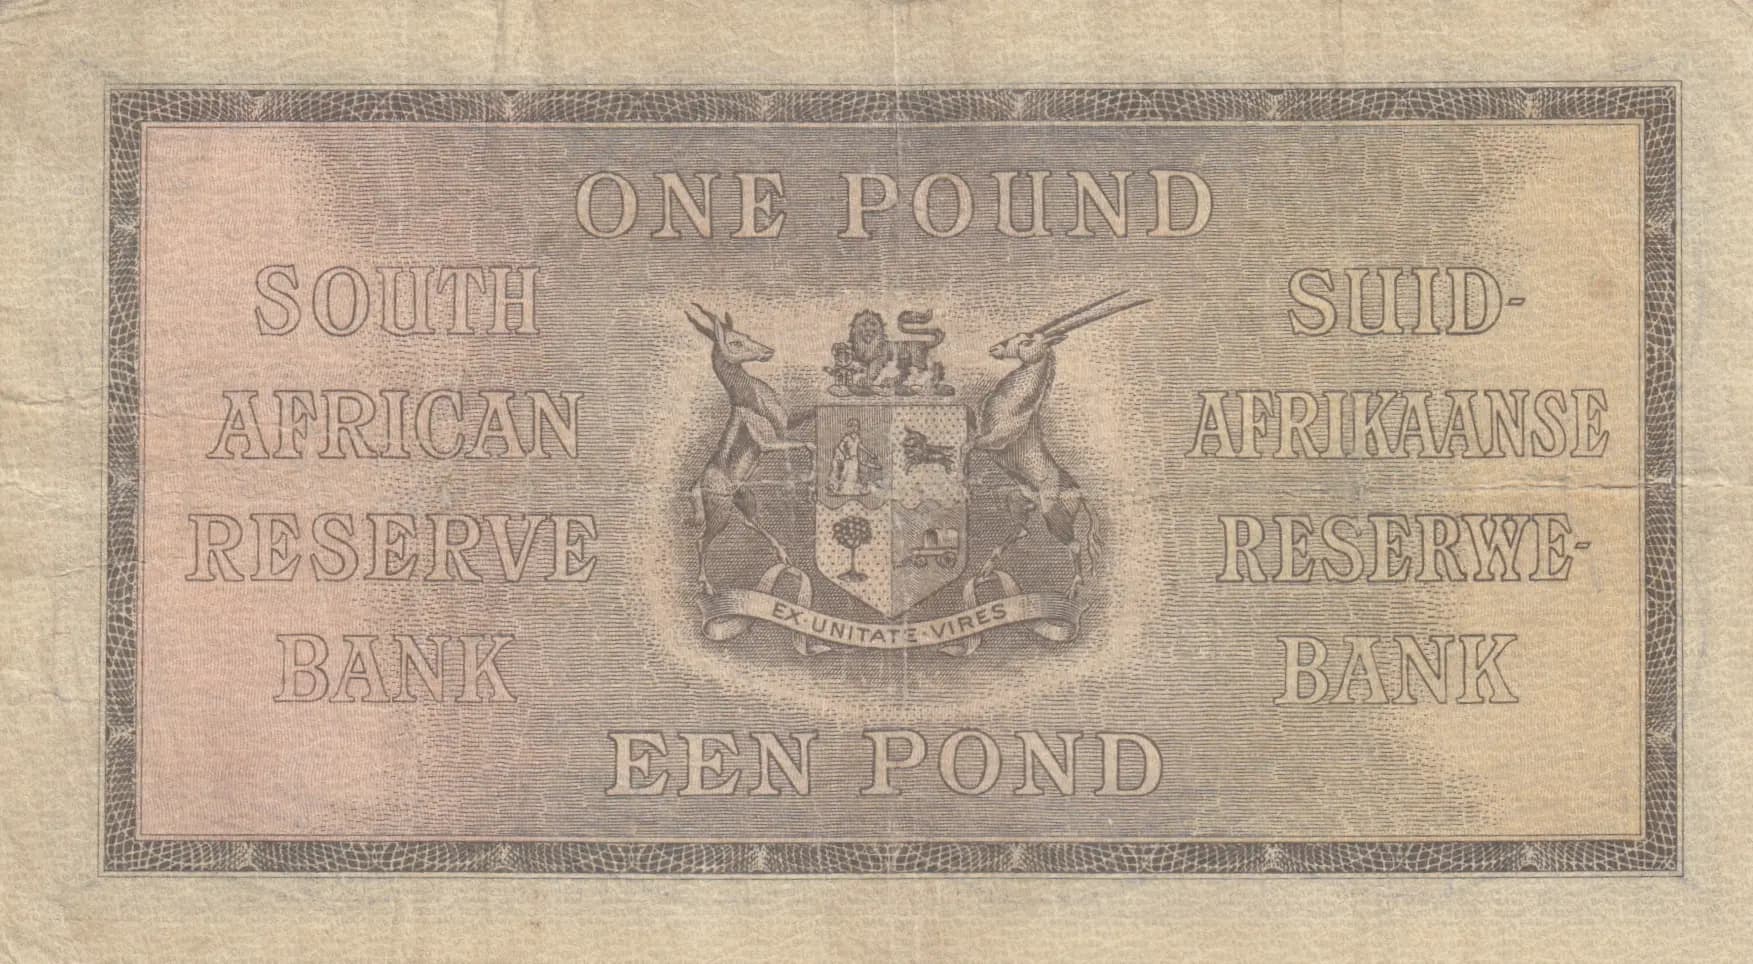 ONE POUND
SOUTH
AFRICAN
RESERVE
BANK
SUID-
AFRIKAANSE
RESERWE-
BANK
EX·UNITATE·VIRES
EEN POND